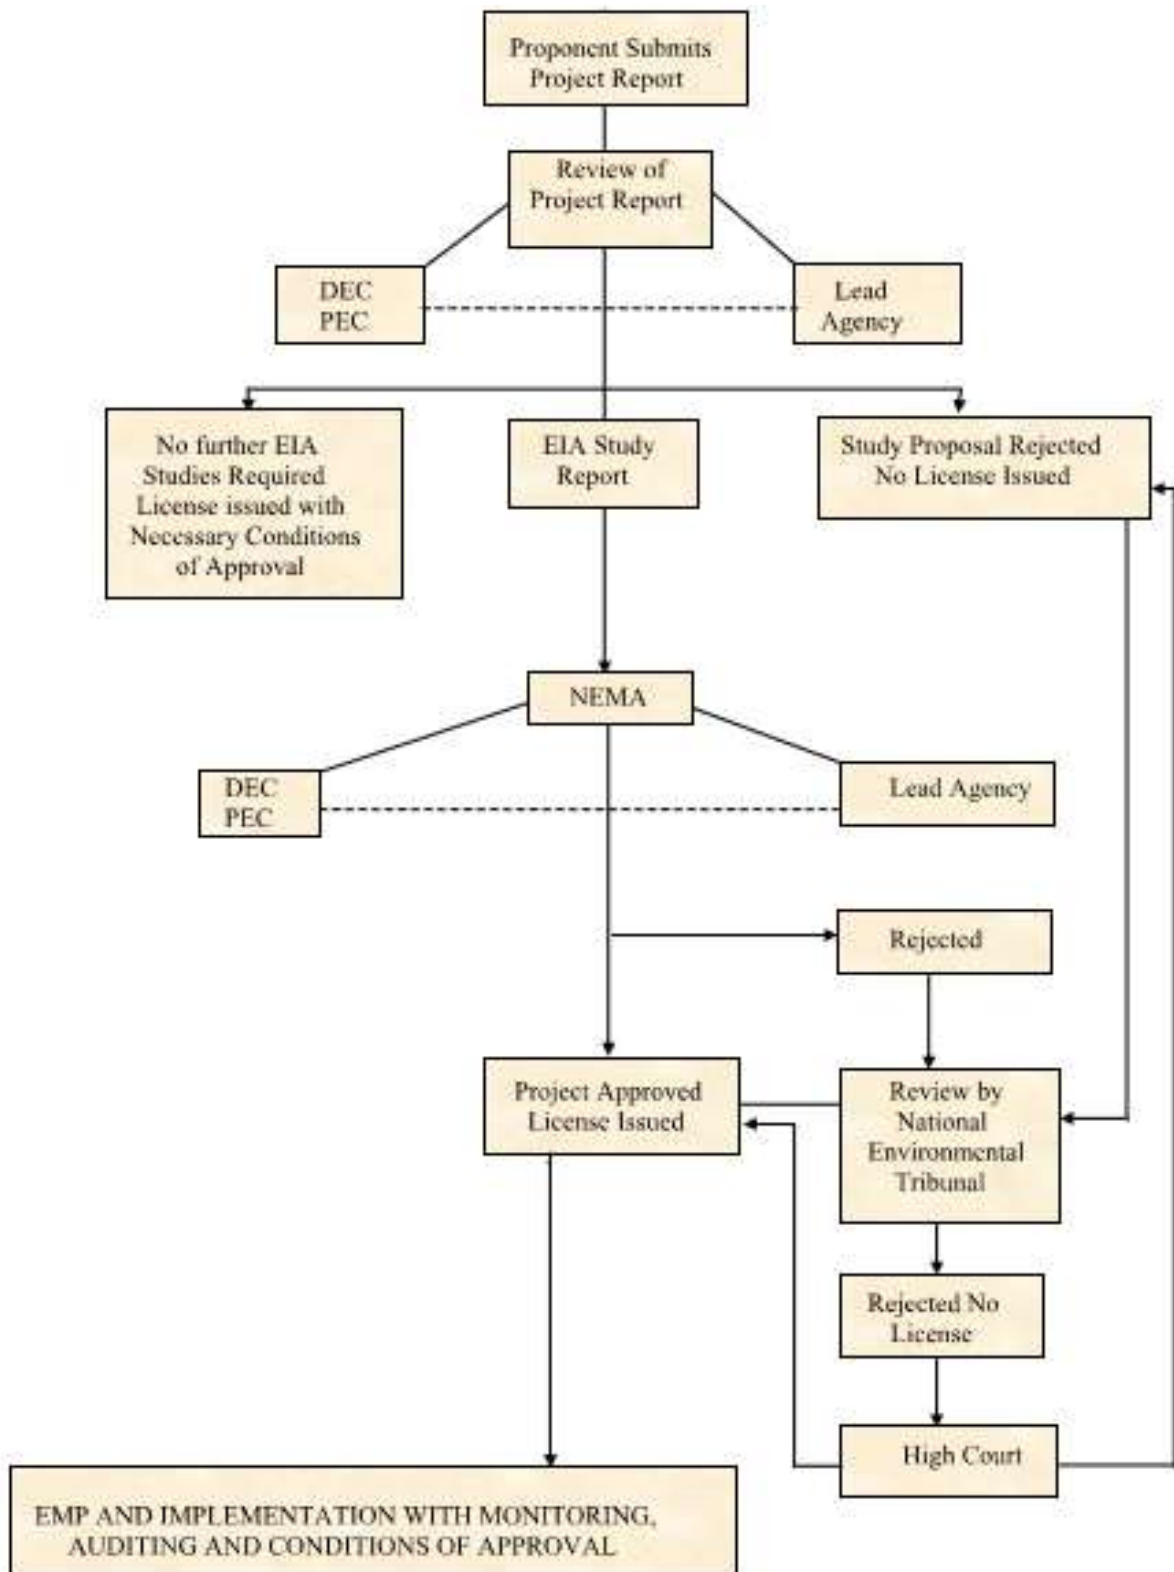 Proponent Submits
Project Report
Review of
Project Report
DEC
PEC
Lead
Agency
No further EIA
Studies Required
License issued with
Necessary Conditions
of Approval
EIA Study
Report
Study Proposal Rejected
No License Issued
NEMA
DEC
PEC
Lead Agency
Rejected
Project Approved
License Issued
Review by
National
Environmental
Tribunal
Rejected No
License
High Court
EMP AND IMPLEMENTATION WITH MONITORING,
AUDITING AND CONDITIONS OF APPROVAL